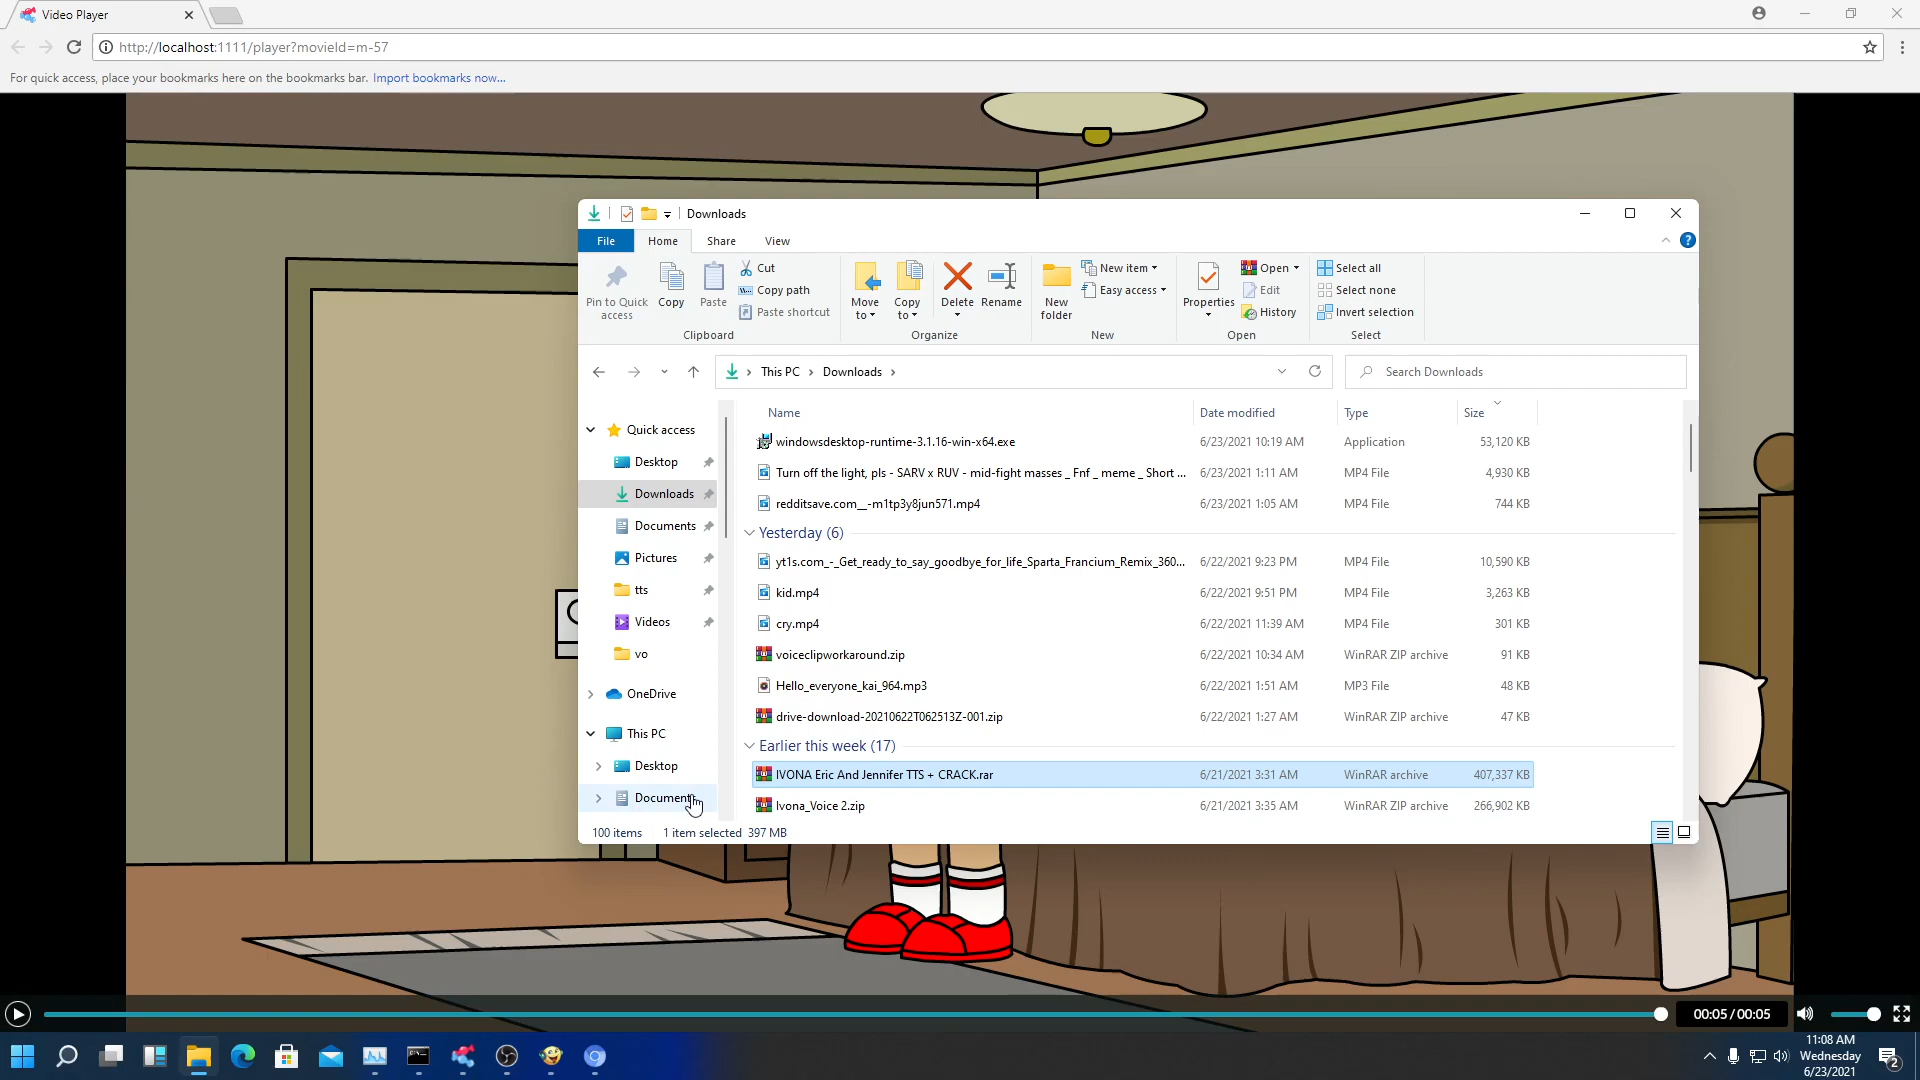 Video Player
http://localhost:1111/player?movieId=m-57
For quick access, place your bookmarks here on the bookmarks bar. Import bookmarks now...
Downloads
File Home Share View
Pin to Quick access
Copy
Paste
Cut
Copy path
Paste shortcut
Clipboard
Move to
Copy to
Delete
Rename
Organize
New folder
New item
Easy access
New
Properties
Open
Edit
History
Open
Select all
Select none
Invert selection
Select
This PC › Downloads ›
Search Downloads
Quick access
Desktop
Downloads
Documents
Pictures
tts
Videos
vo
OneDrive
This PC
Desktop
Documents
Name Date modified Type Size
windowsdesktop-runtime-3.1.16-win-x64.exe 6/23/2021 10:19 AM Application 53,120 KB
Turn off the light, pls - SARV x RUV - mid-fight masses _ Fnf _ meme _ Short ... 6/23/2021 1:11 AM MP4 File 4,930 KB
redditsave.com__-m1tp3y8jun571.mp4 6/23/2021 1:05 AM MP4 File 744 KB
Yesterday (6)
yt1s.com_-_Get_ready_to_say_goodbye_for_life_Sparta_Francium_Remix_360... 6/22/2021 9:23 PM MP4 File 10,590 KB
kid.mp4 6/22/2021 9:51 PM MP4 File 3,263 KB
cry.mp4 6/22/2021 11:39 AM MP4 File 301 KB
voiceclipworkaround.zip 6/22/2021 10:34 AM WinRAR ZIP archive 91 KB
Hello_everyone_kai_964.mp3 6/22/2021 1:51 AM MP3 File 48 KB
drive-download-20210622T062513Z-001.zip 6/22/2021 1:27 AM WinRAR ZIP archive 47 KB
Earlier this week (17)
IVONA Eric And Jennifer TTS + CRACK.rar 6/21/2021 3:31 AM WinRAR archive 407,337 KB
Ivona_Voice 2.zip 6/21/2021 3:35 AM WinRAR ZIP archive 266,902 KB
100 items 1 item selected 397 MB
00:05 / 00:05
11:08 AM
Wednesday
6/23/2021
2